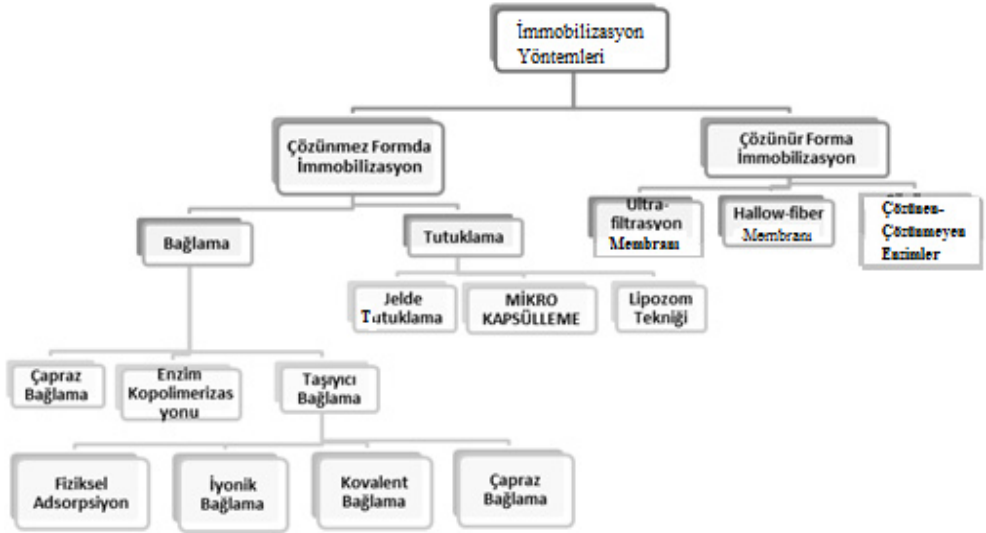 İmmobilizasyon
Yöntemleri
Çözünmez Formda
İmmobilizasyon
Çözünür Forma
İmmobilizasyon
Bağlama
Tutuklama
Ultra-
filtrasyon
Membranı
Hallow-fiber
Membranı
Çözünen-
Çözünmeyen
Enzimler
Jelde
Tutuklama
MİKRO
KAPSÜLLEME
Lipozom
Tekniği
Çapraz
Bağlama
Enzim
Kopolimerizas
yonu
Taşıyıcı
Bağlama
Fiziksel
Adsorpsiyon
İyonik
Bağlama
Kovalent
Bağlama
Çapraz
Bağlama